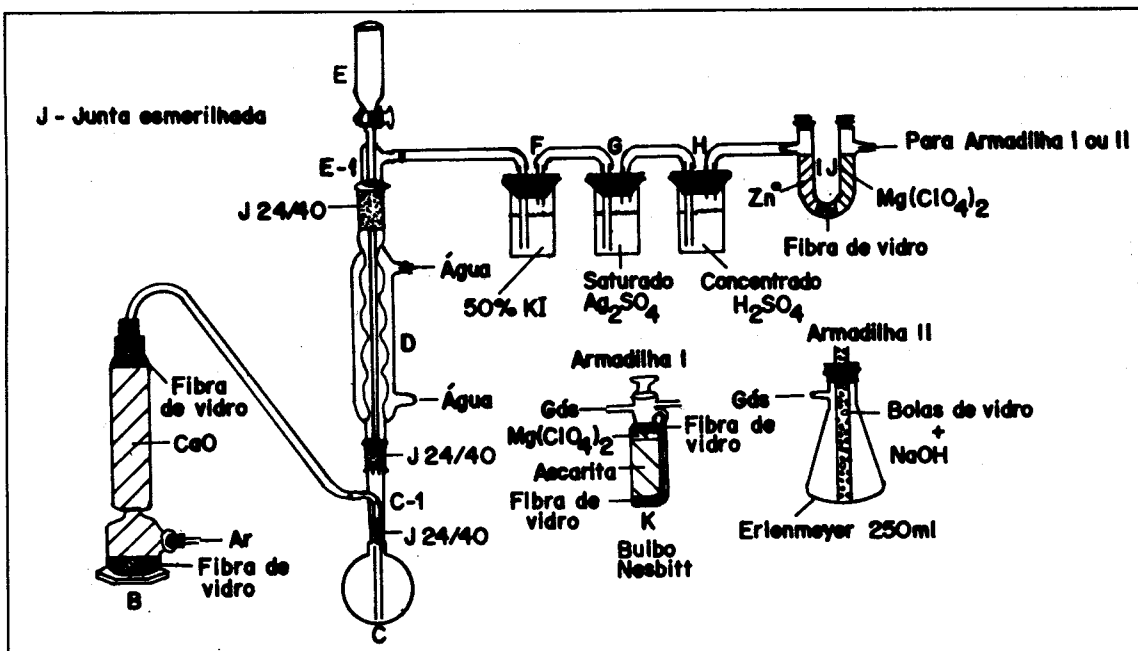 E
J - Junta esmerilhada
E-1
J 24/40
F
G
H
Para Armadilha I ou II
I J
Zn°
Mg(ClO4)2
Fibra de vidro
50% KI
Saturado
Ag2SO4
Concentrado
H2SO4
Água
D
Água
J 24/40
C-1
J 24/40
C
Fibra
de vidro
CaO
Ar
Fibra de
vidro
B
Armadilha I
Gás
Mg(ClO4)2
Fibra de
vidro
Ascarita
Fibra de
vidro
K
Bulbo
Nesbitt
Armadilha II
Gás
Bolas de vidro
+
NaOH
Erlenmeyer 250ml